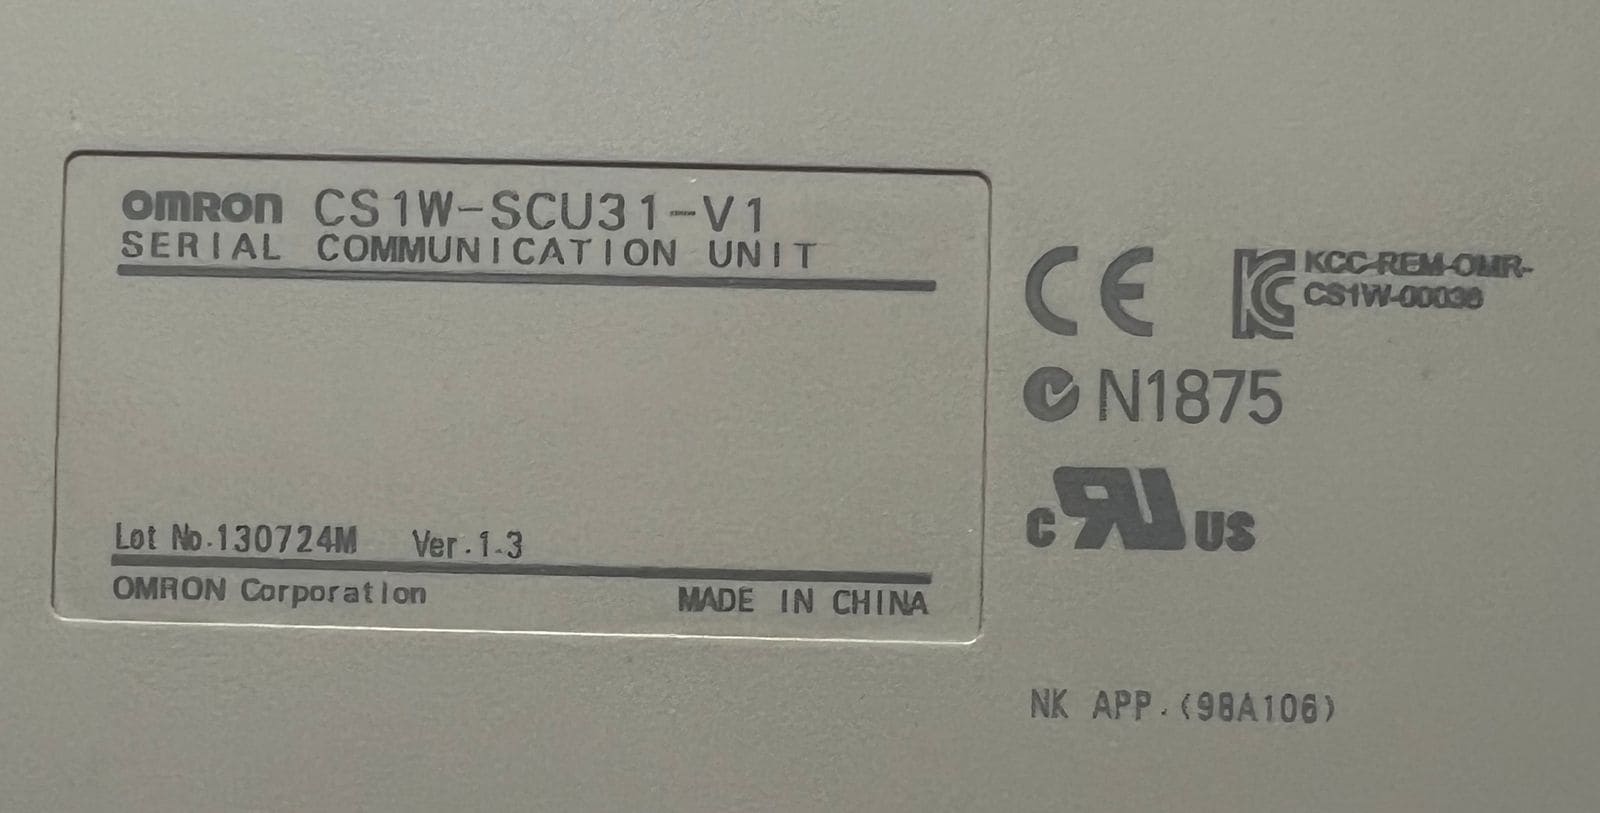 OMRON CS1W-SCU31-V1
SERIAL COMMUNICATION UNIT
Lot No.130724M Ver.1.3
OMRON Corporation MADE IN CHINA
CE
KCC-REM-OMR-
CS1W-00036
N1875
c RU US
NK APP.(98A106)